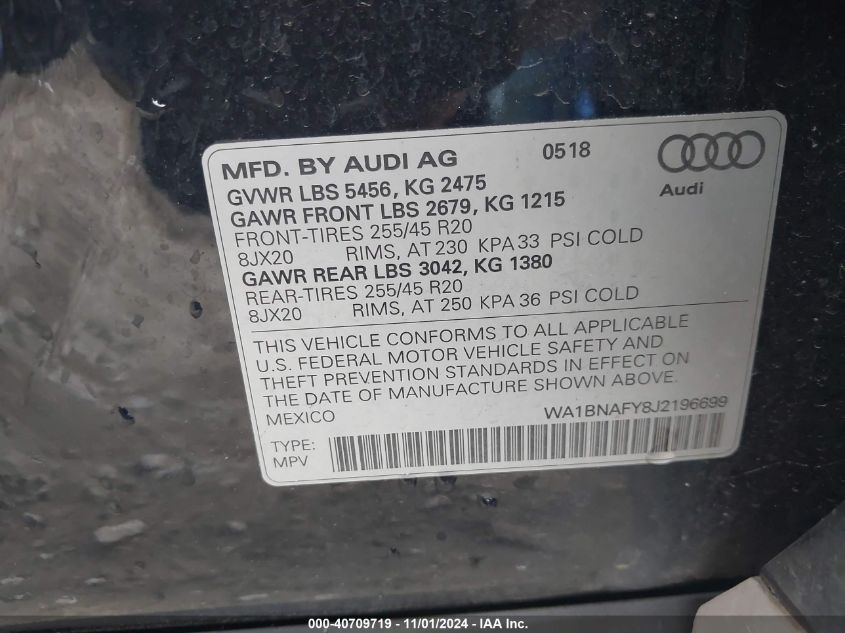 MFD. BY AUDI AG 0518
Audi
GVWR LBS 5456, KG 2475
GAWR FRONT LBS 2679, KG 1215
FRONT-TIRES 255/45 R20
8JX20 RIMS, AT 230 KPA 33 PSI COLD
GAWR REAR LBS 3042, KG 1380
REAR-TIRES 255/45 R20
8JX20 RIMS, AT 250 KPA 36 PSI COLD
THIS VEHICLE CONFORMS TO ALL APPLICABLE
U.S. FEDERAL MOTOR VEHICLE SAFETY AND
THEFT PREVENTION STANDARDS IN EFFECT ON
THE DATE OF MANUFACTURE SHOWN ABOVE.
MEXICO WA1BNAFY8J2196699
TYPE:
MPV
000-40709719 - 11/01/2024 - IAA Inc.